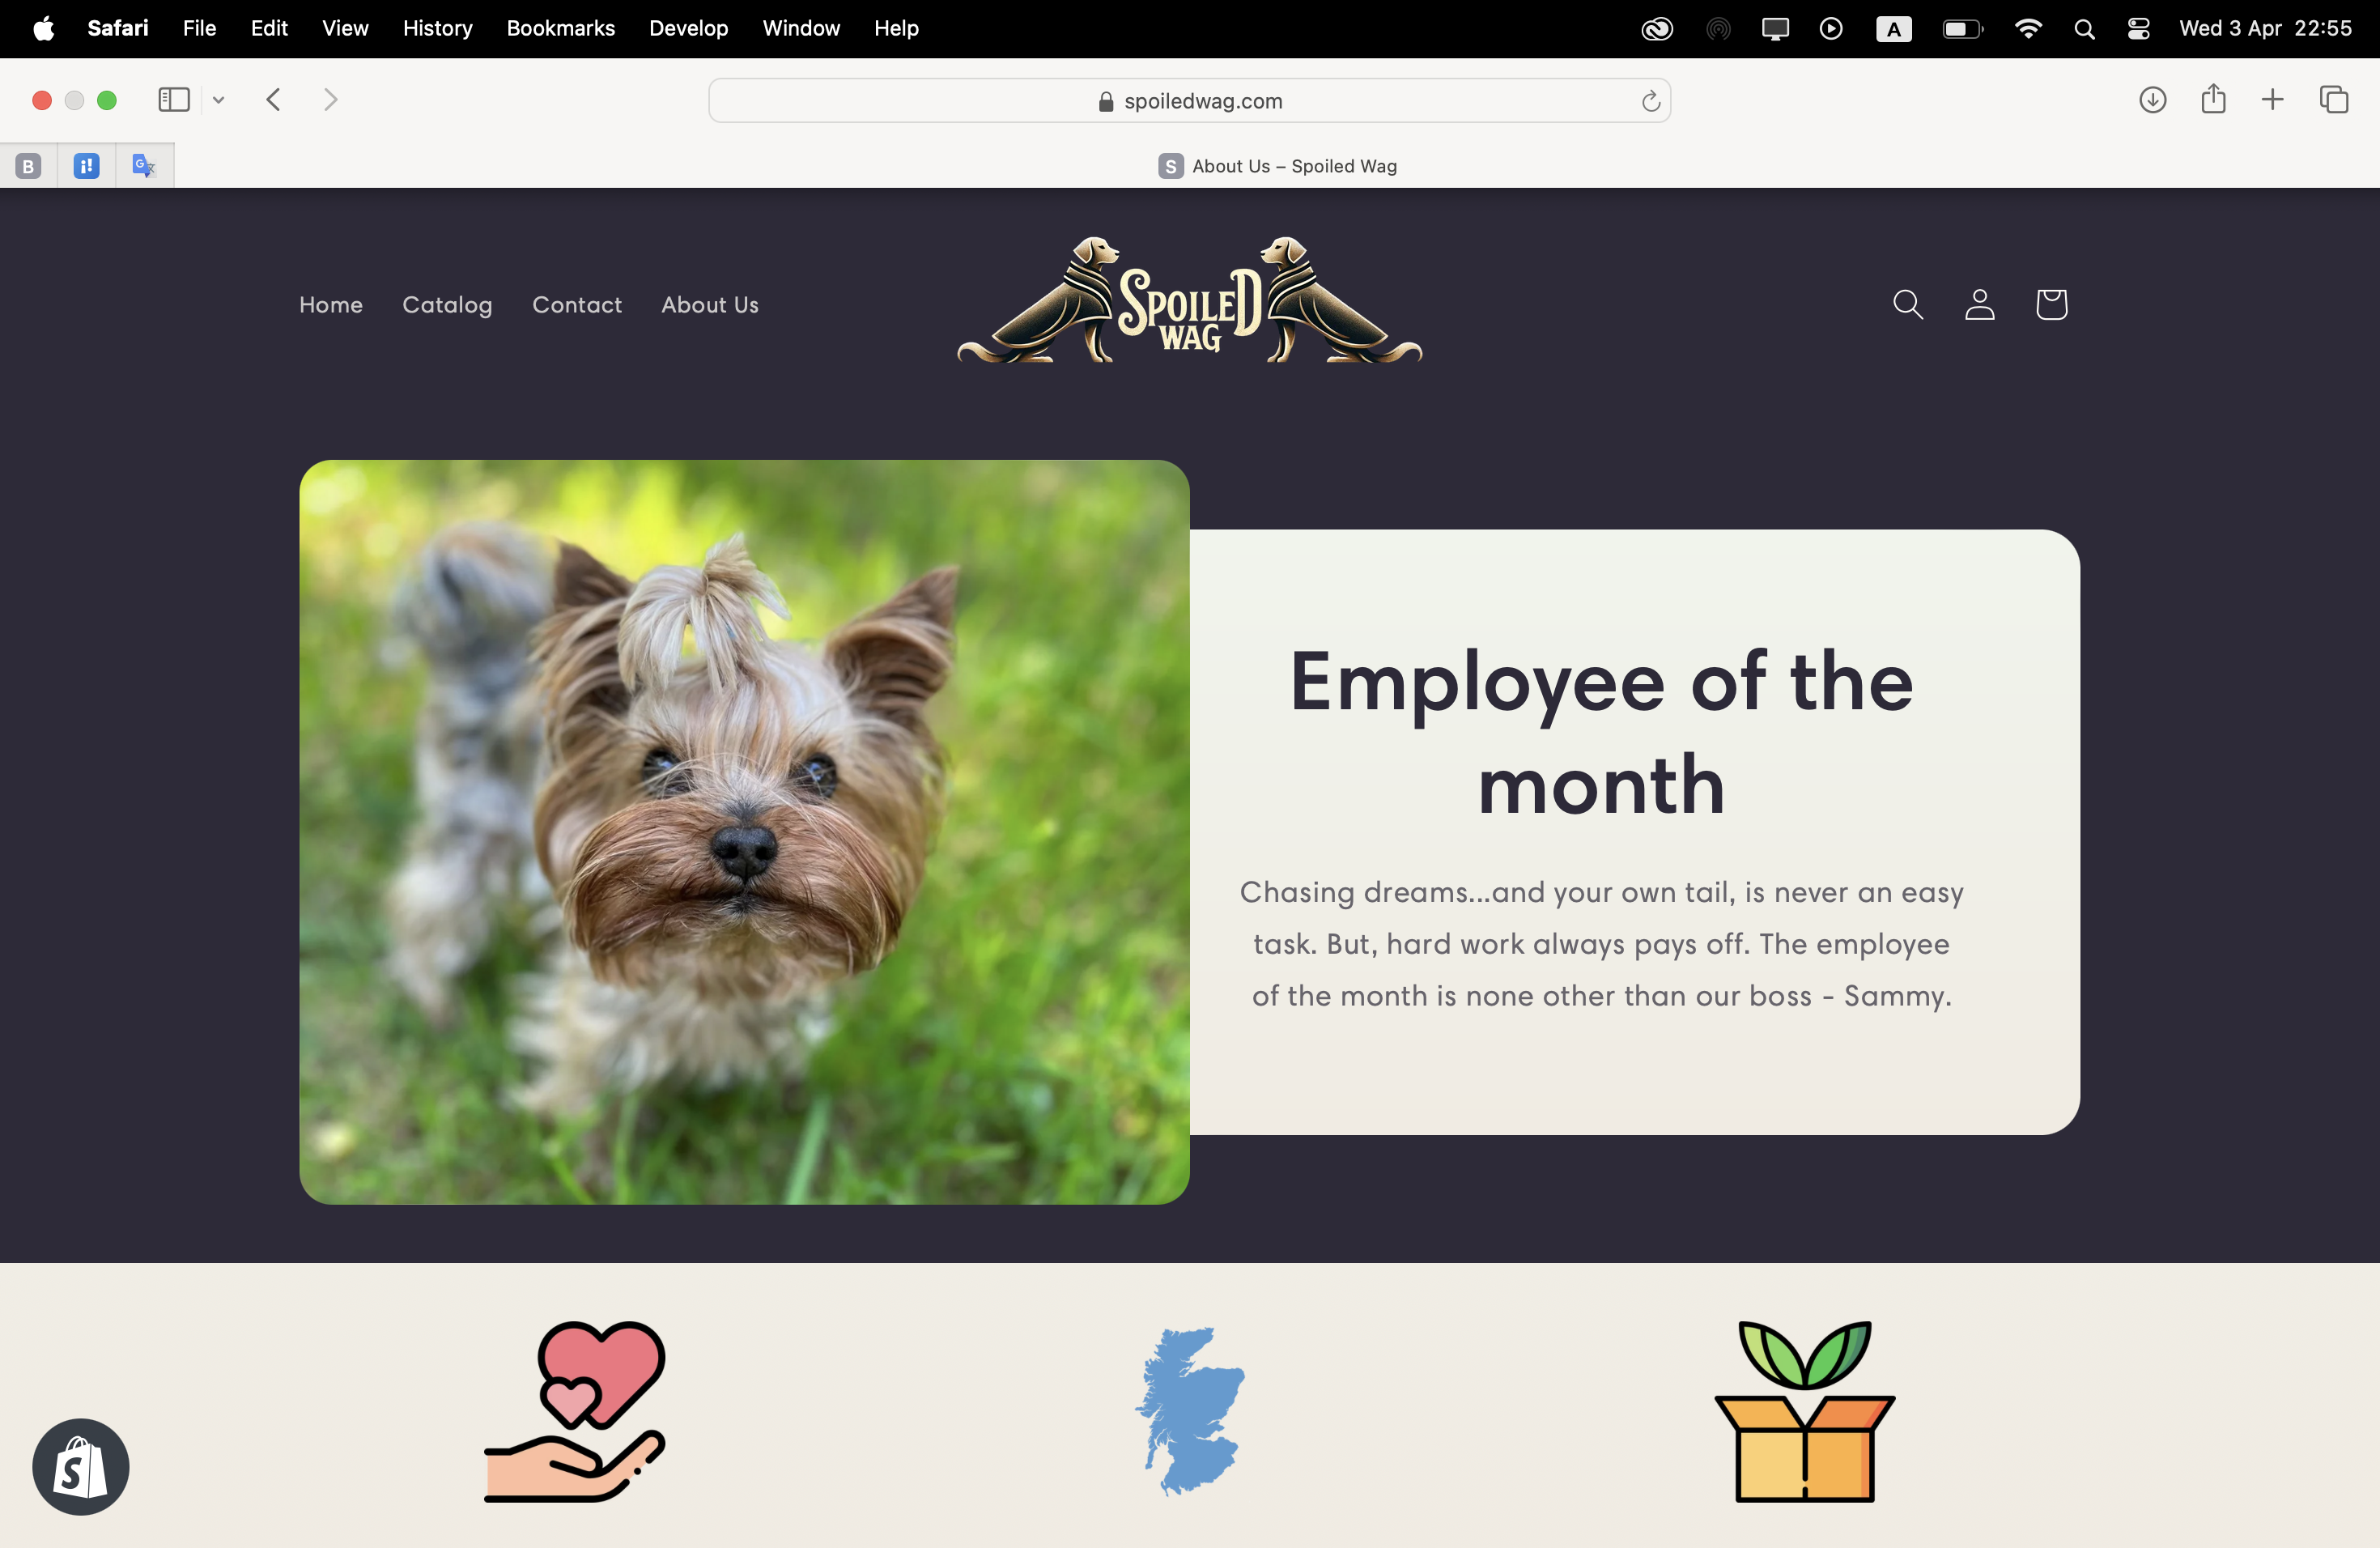 Safari File Edit View History Bookmarks Develop Window Help A Wed 3 Apr 22:55
spoiledwag.com
B i! G S About Us – Spoiled Wag
Home Catalog Contact About Us
SPOILED
WAG
Employee of the
month
Chasing dreams...and your own tail, is never an easy
task. But, hard work always pays off. The employee
of the month is none other than our boss - Sammy.
S